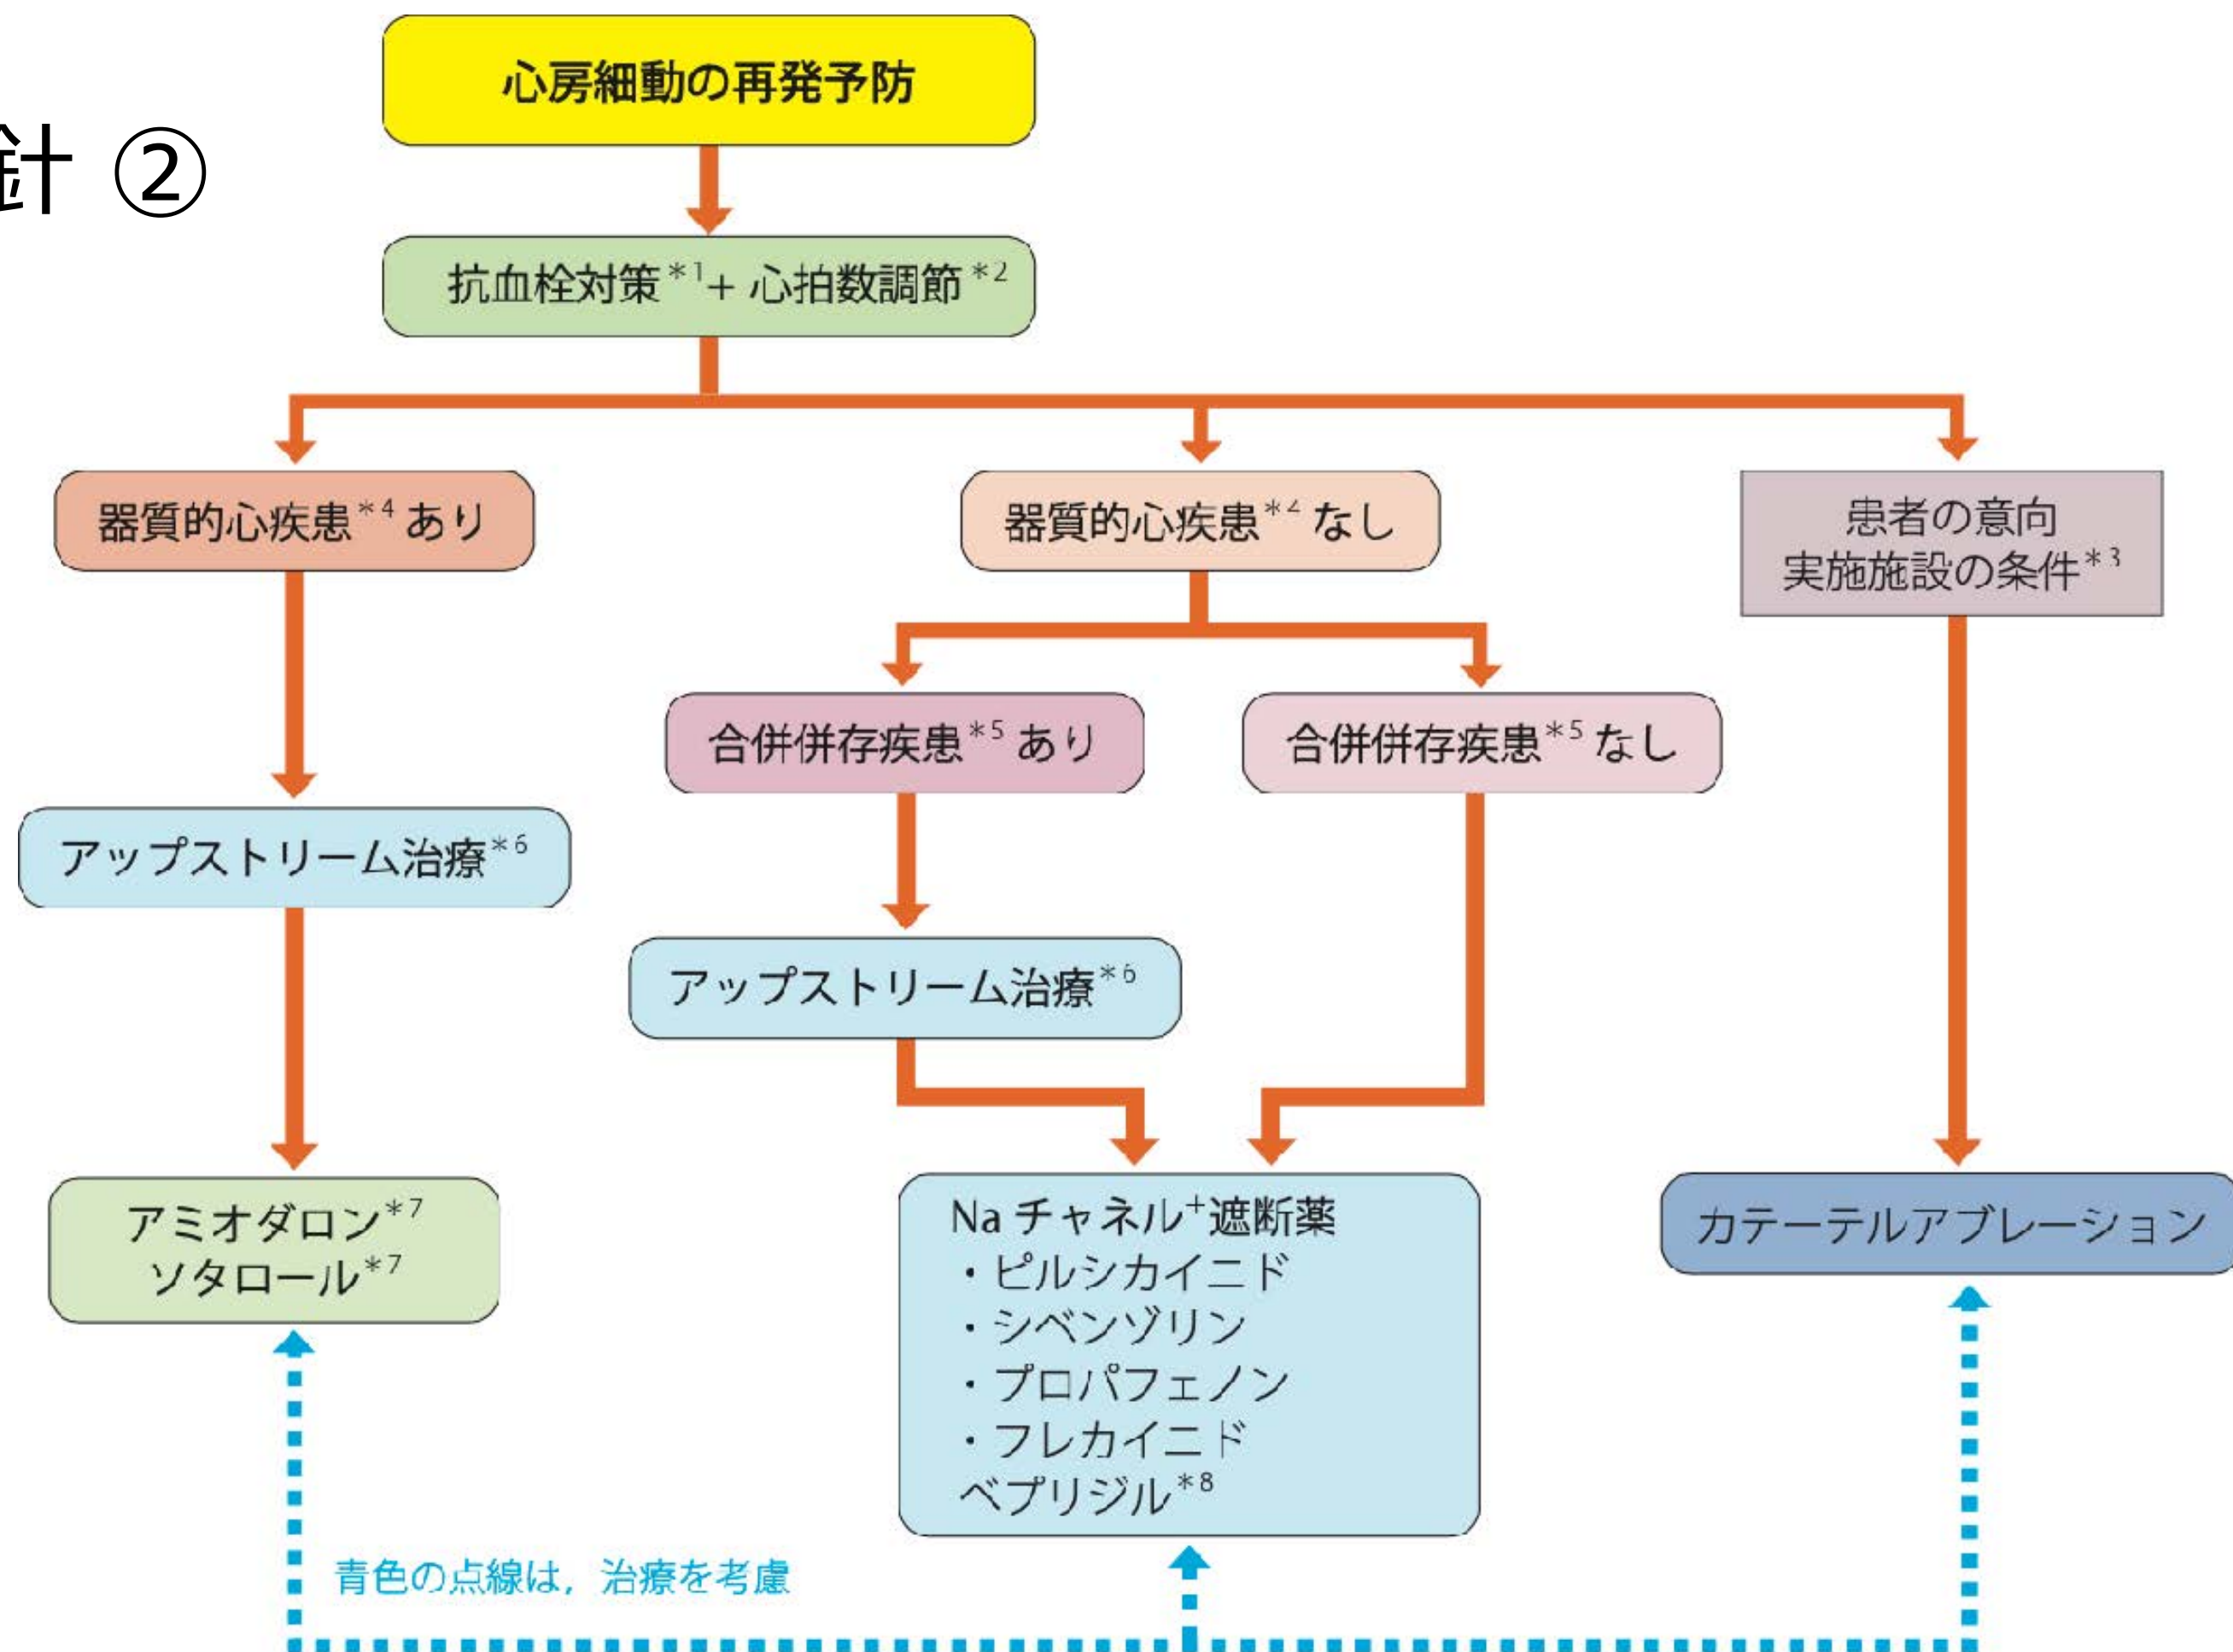 針 ②
心房細動の再発予防
抗血栓対策*1+ 心拍数調節*2
器質的心疾患*4 あり
器質的心疾患*4 なし
患者の意向
実施施設の条件*3
合併併存疾患*5 あり
合併併存疾患*5 なし
アップストリーム治療*6
アップストリーム治療*6
アミオダロン*7
ソタロール*7
Na チャネル+遮断薬
・ピルシカイニド
・シベンゾリン
・プロパフェノン
・フレカイニド
ベプリジル*8
カテーテルアブレーション
青色の点線は，治療を考慮